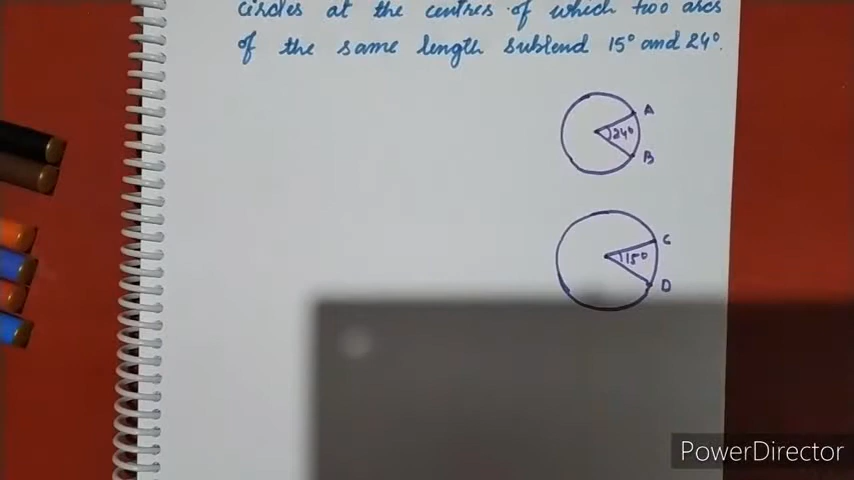 circles at the centres of which two arcs
of the same length subtend 15° and 24°.
A
24°
B
C
15°
D
PowerDirector